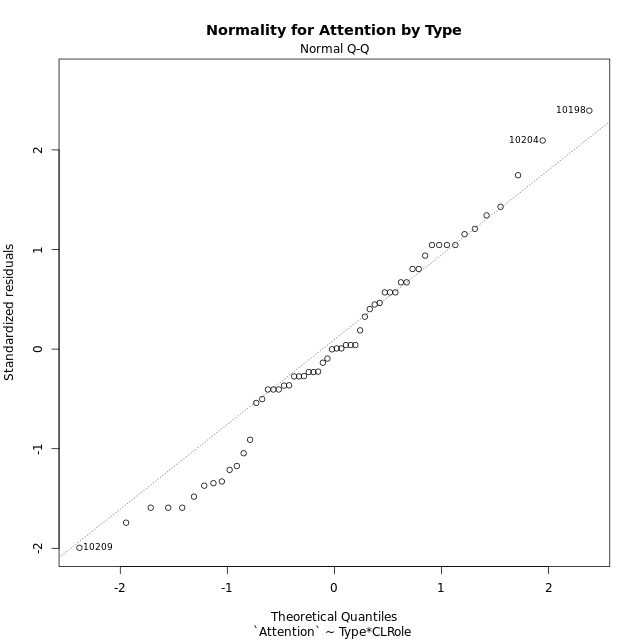 Normality for Attention by Type
Normal Q-Q
10198
10204
10209
Standardized residuals
2
1
0
-1
-2
-2 -1 0 1 2
Theoretical Quantiles
`Attention` ~ Type*CLRole